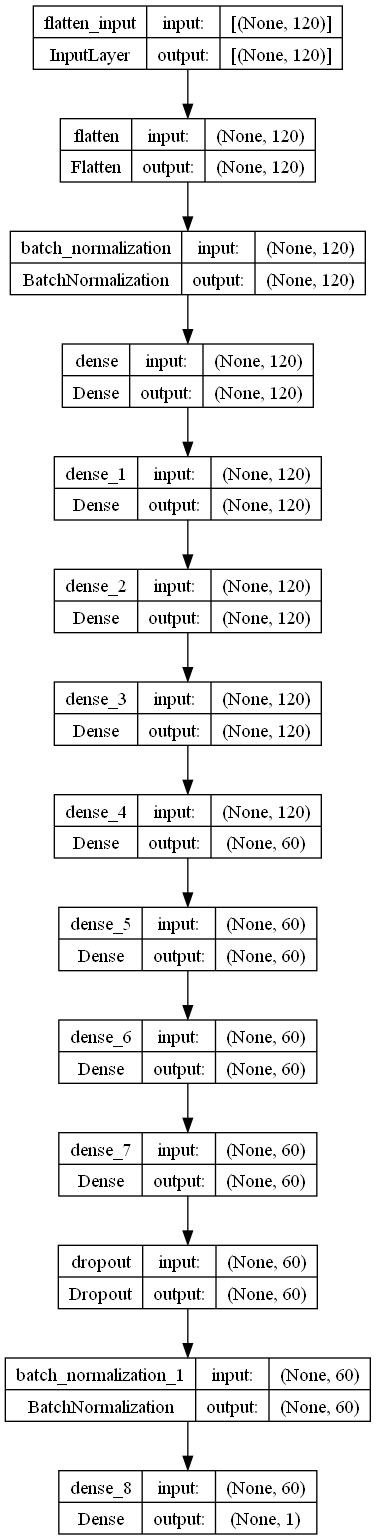 flatten_input input: [(None, 120)]
InputLayer output: [(None, 120)]
flatten input: (None, 120)
Flatten output: (None, 120)
batch_normalization input: (None, 120)
BatchNormalization output: (None, 120)
dense input: (None, 120)
Dense output: (None, 120)
dense_1 input: (None, 120)
Dense output: (None, 120)
dense_2 input: (None, 120)
Dense output: (None, 120)
dense_3 input: (None, 120)
Dense output: (None, 120)
dense_4 input: (None, 120)
Dense output: (None, 60)
dense_5 input: (None, 60)
Dense output: (None, 60)
dense_6 input: (None, 60)
Dense output: (None, 60)
dense_7 input: (None, 60)
Dense output: (None, 60)
dropout input: (None, 60)
Dropout output: (None, 60)
batch_normalization_1 input: (None, 60)
BatchNormalization output: (None, 60)
dense_8 input: (None, 60)
Dense output: (None, 1)